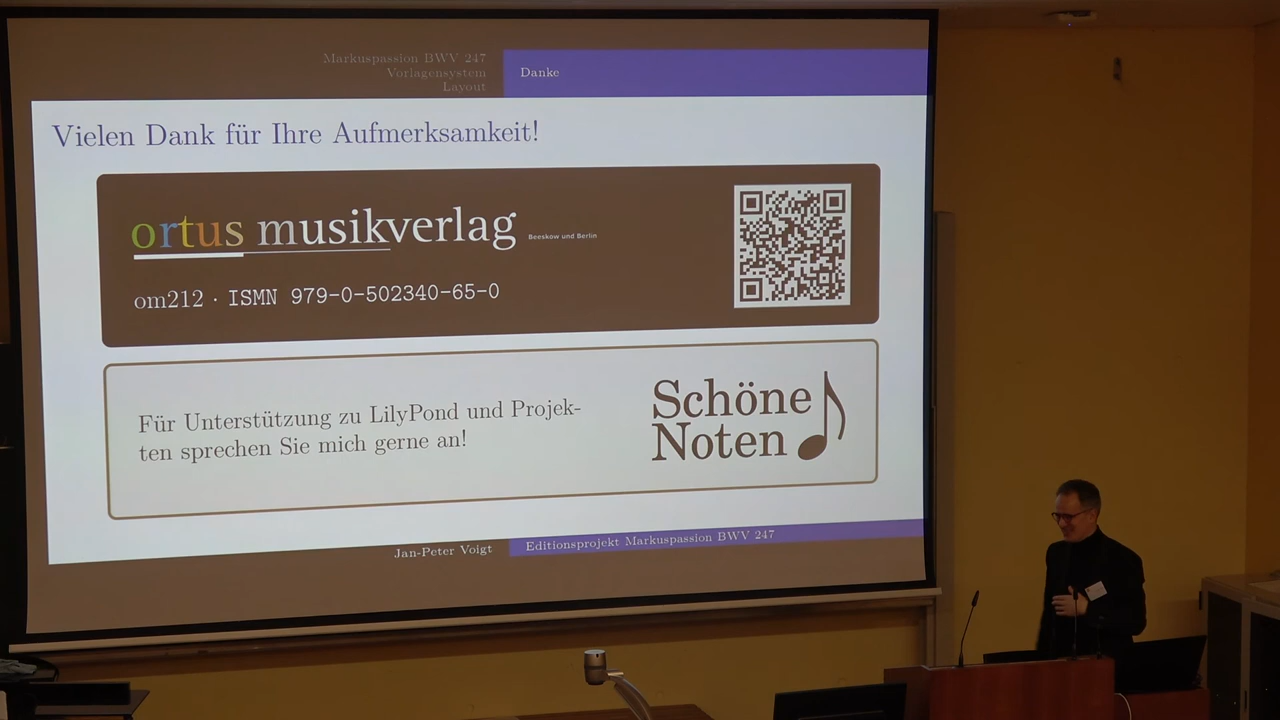 Markuspassion BWV 247
Vorlagensystem
Layout
Danke
Vielen Dank für Ihre Aufmerksamkeit!
ortus musikverlag Beeskow und Berlin
om212 · ISMN 979-0-502340-65-0
Für Unterstützung zu LilyPond und Projek-
ten sprechen Sie mich gerne an!
Schöne
Noten
Jan-Peter Voigt
Editionsprojekt Markuspassion BWV 247